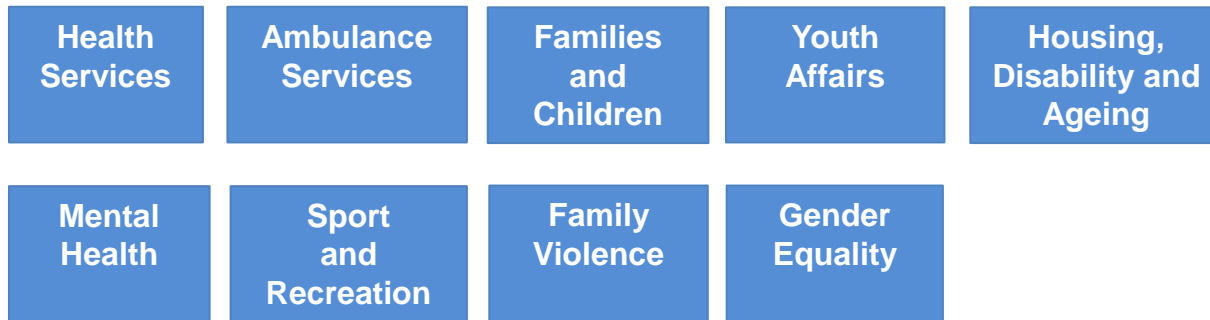 Health
Services
Ambulance
Services
Families
and
Children
Youth
Affairs
Housing,
Disability and
Ageing
Mental
Health
Sport
and
Recreation
Family
Violence
Gender
Equality